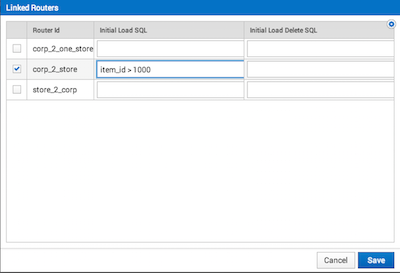 Linked Routers
Router Id Initial Load SQL Initial Load Delete SQL
corp_2_one_store
corp_2_store item_id > 1000
store_2_corp
Cancel Save